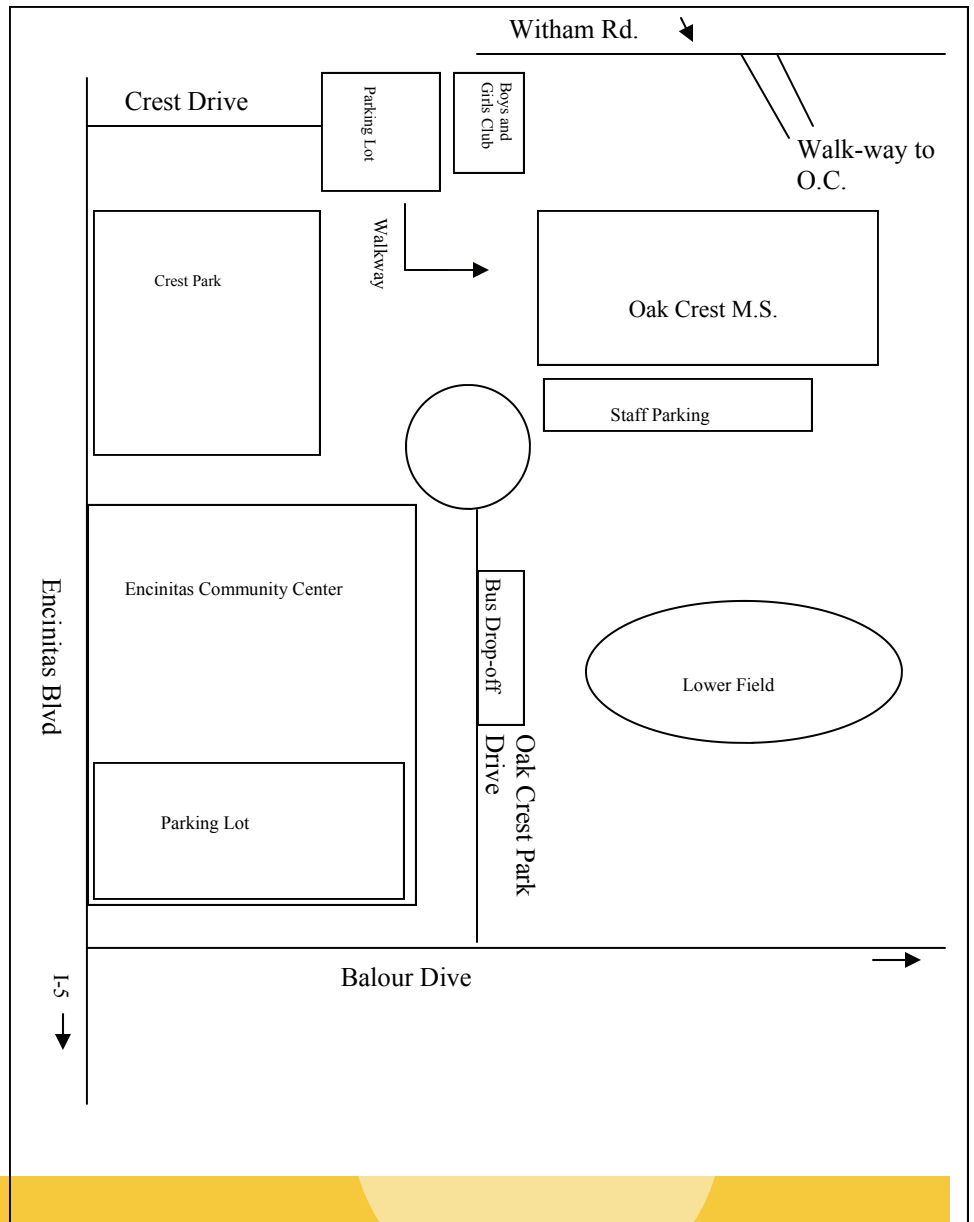 Witham Rd.
Crest Drive
Parking Lot
Boys and
Girls Club
Walk-way to
O.C.
Walkway
Crest Park
Oak Crest M.S.
Staff Parking
Encinitas Blvd
Encinitas Community Center
Bus Drop-off
Lower Field
Oak Crest Park
Drive
Parking Lot
Balour Dive
I-5